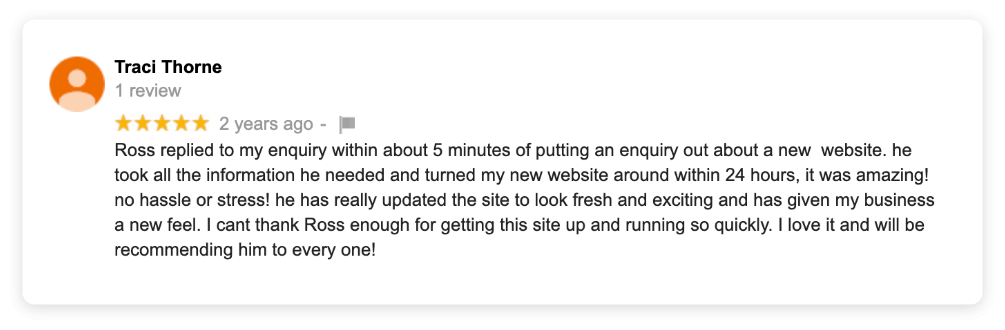 Traci Thorne
1 review
2 years ago -
Ross replied to my enquiry within about 5 minutes of putting an enquiry out about a new  website. he
took all the information he needed and turned my new website around within 24 hours, it was amazing!
no hassle or stress! he has really updated the site to look fresh and exciting and has given my business
a new feel. I cant thank Ross enough for getting this site up and running so quickly. I love it and will be
recommending him to every one!